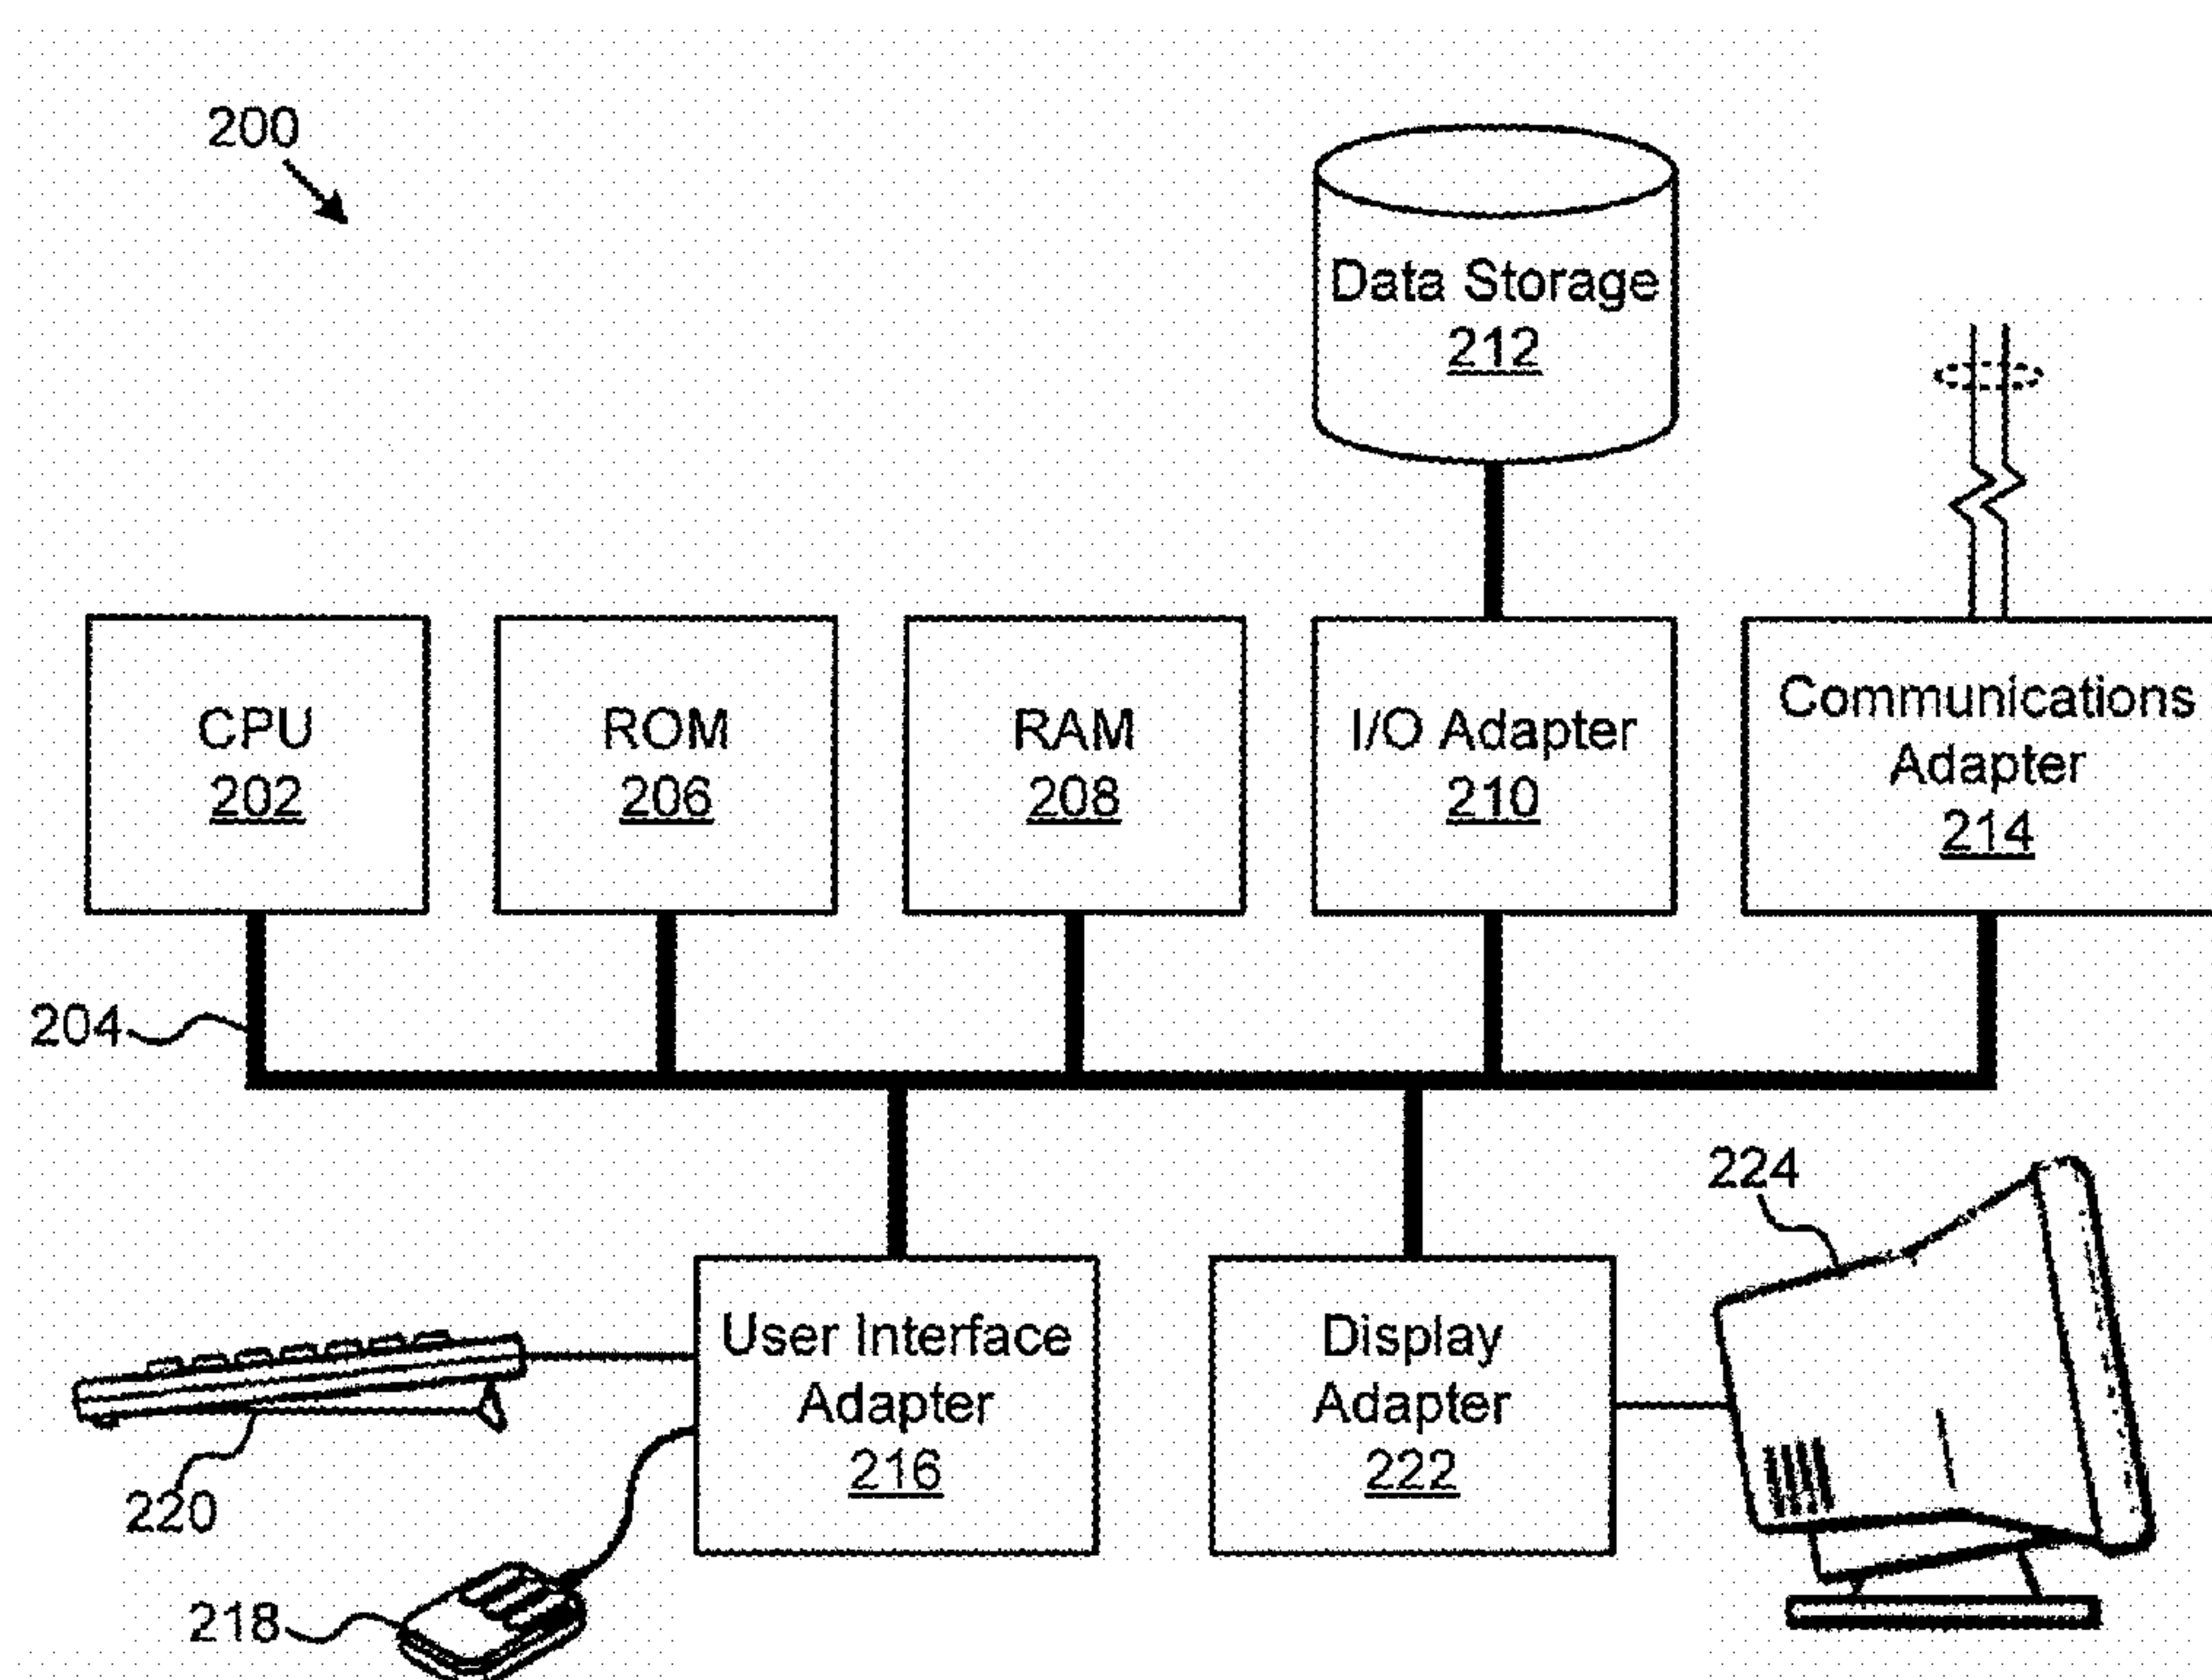 200
Data Storage
212
CPU
202
ROM
206
RAM
208
I/O Adapter
210
Communications
Adapter
214
204
224
User Interface
Adapter
216
Display
Adapter
222
220
218